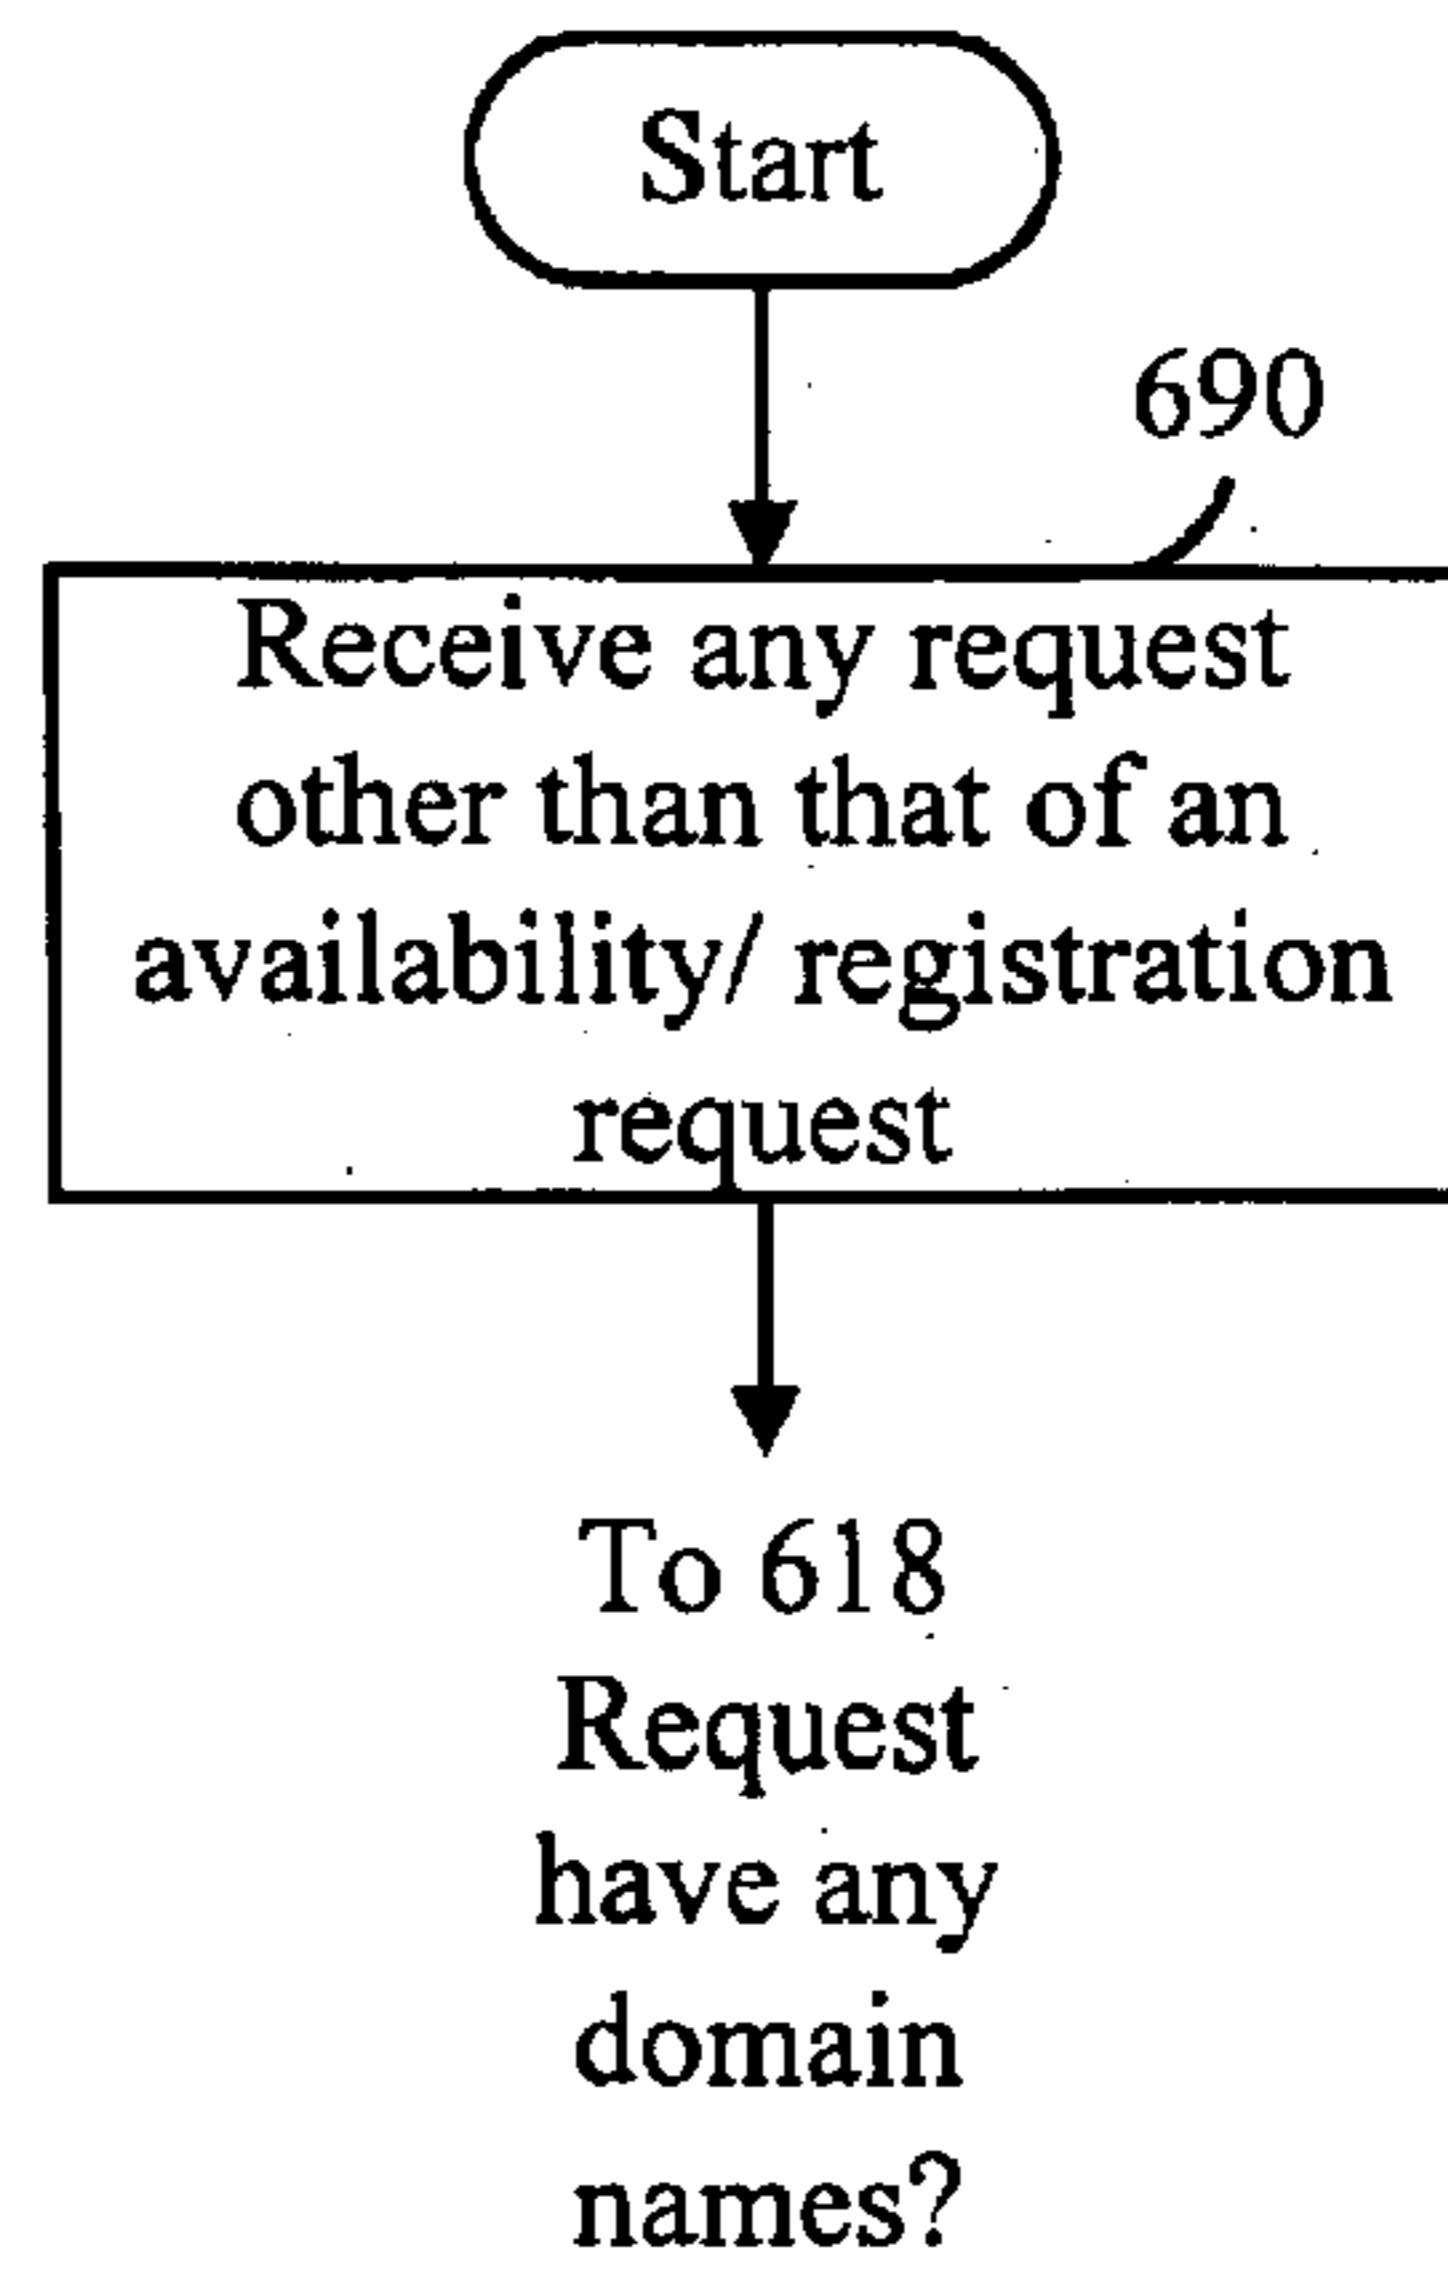 Start
690
Receive any request
other than that of an
availability/ registration
request
To 618
Request
have any
domain
names?